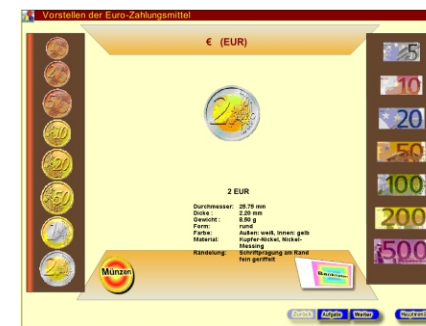 Vorstellen der Euro-Zahlungsmittel
€ (EUR)
5
10
20
50
100
200
500
2 EUR
Durchmesser: 25.75 mm
Dicke : 2.20 mm
Gewicht : 8.50 g
Form: rund
Farbe: Außen: weiß, Innen: gelb
Material: Kupfer-Nickel, Nickel-
Messing
Rändelung: Schriftprägung am Rand
fein geriffelt
Münzen
Banknoten
Zurück Aufgabe Weiter